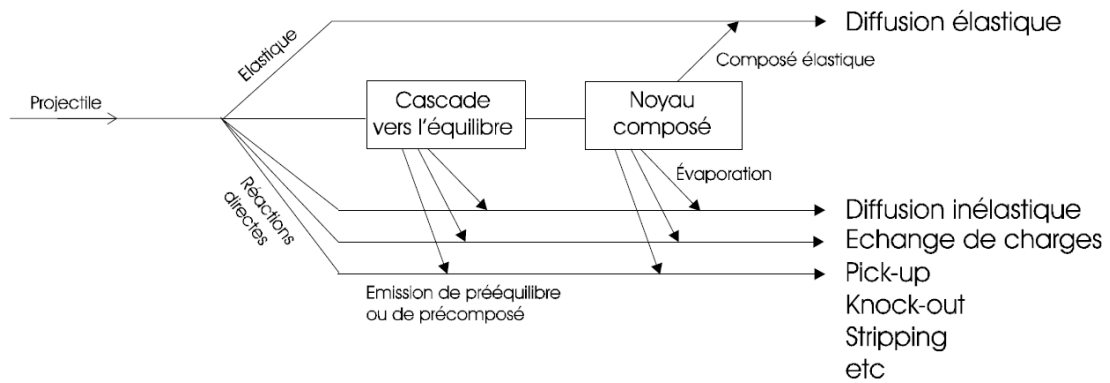 Diffusion élastique
Elastique
Composé élastique
Projectile
Cascade
vers l'équilibre
Noyau
composé
Évaporation
Réactions
directes
Diffusion inélastique
Echange de charges
Pick-up
Emission de prééquilibre
ou de précomposé
Knock-out
Stripping
etc